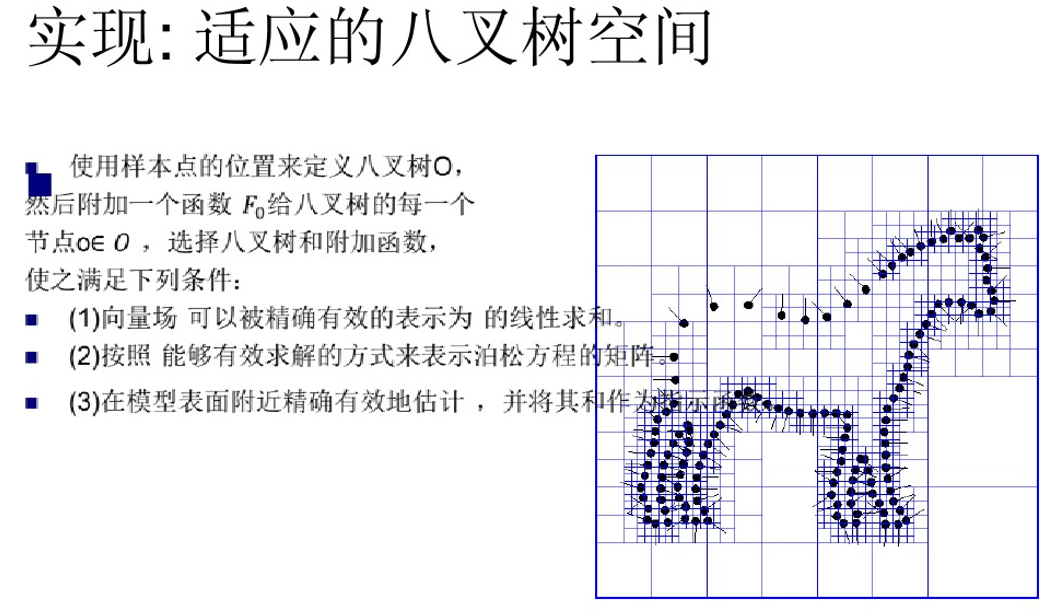 实现: 适应的八叉树空间
使用样本点的位置来定义八叉树O，
然后附加一个函数 F₀给八叉树的每一个
节点o∈ O ，选择八叉树和附加函数，
使之满足下列条件：
(1)向量场 可以被精确有效的表示为 的线性求和。
(2)按照 能够有效求解的方式来表示泊松方程的矩阵。
(3)在模型表面附近精确有效地估计 ，并将其和作为指示函数。